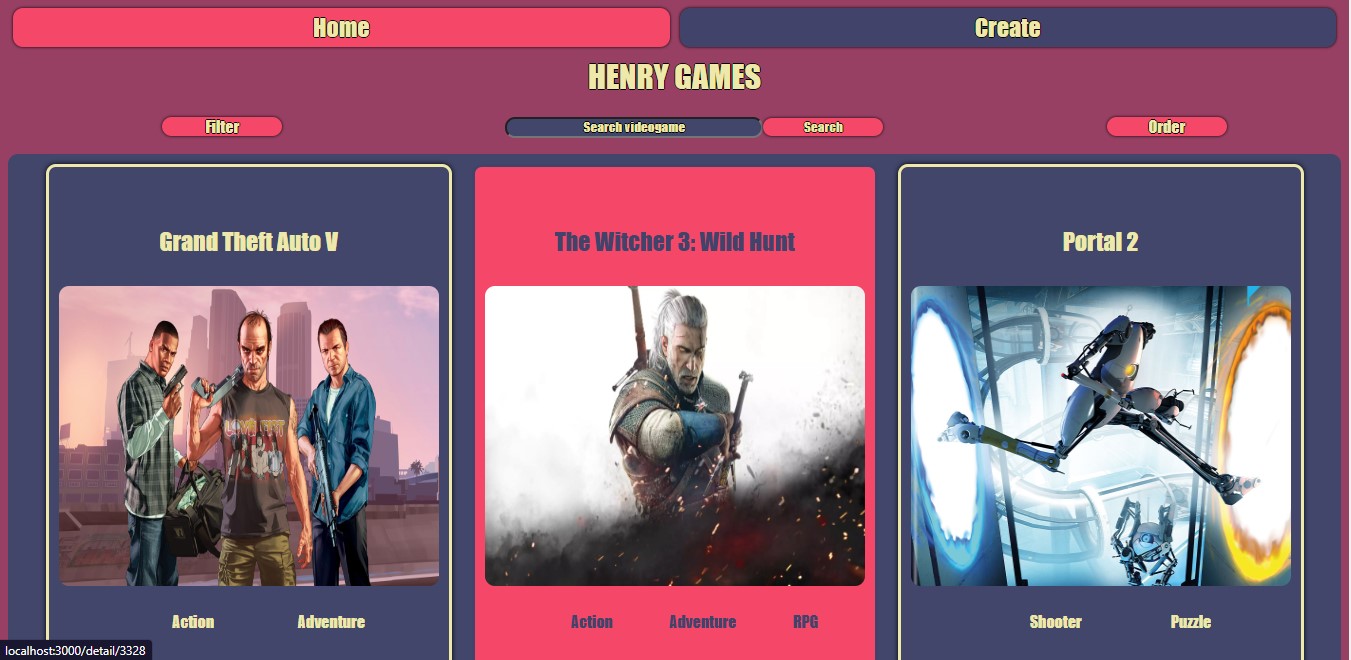 Home Create
HENRY GAMES
Filter Search videogame Search Order
Grand Theft Auto V The Witcher 3: Wild Hunt Portal 2
Action Adventure Action Adventure RPG Shooter Puzzle
localhost:3000/detail/3328